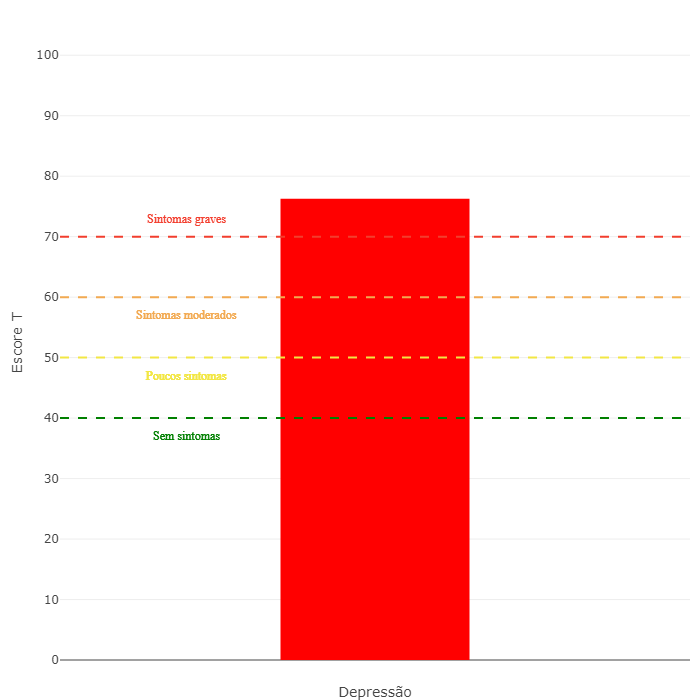 100
90
80
Sintomas graves
70
60
Sintomas moderados
50
Poucos sintomas
40
Sem sintomas
30
20
10
0
Escore T
Depressão